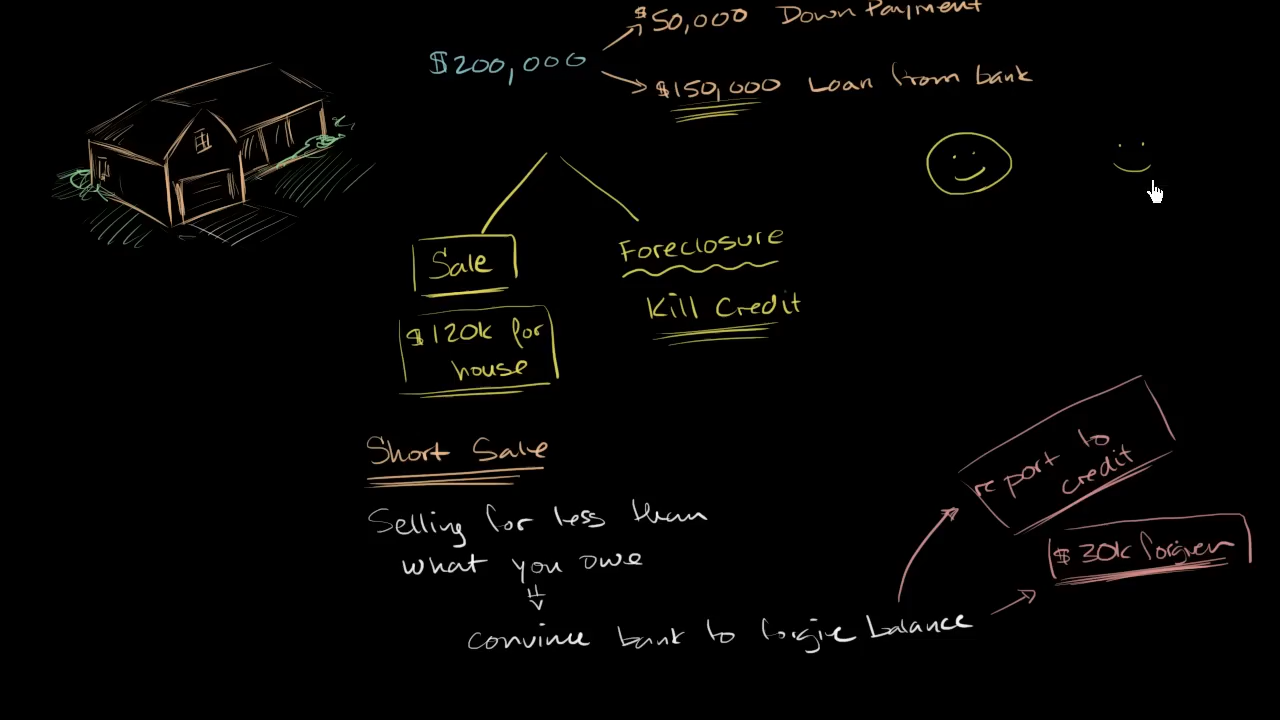 $50,000 Down Payment
$200,000
$150,000 Loan from bank
Sale
Foreclosure
$120k for
house
Kill Credit
Short Sale
Selling for less than
what you owe
convince bank to forgive balance
report to
credit
$30k forgiven